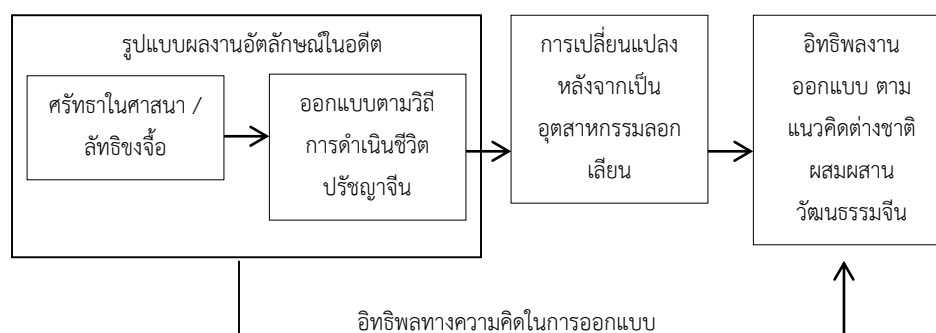 รูปแบบผลงานอัตลักษณ์ในอดีต
ศรัทธาในศาสนา /
ลัทธิขงจื้อ
ออกแบบตามวิถี
การดำเนินชีวิต
ปรัชญาจีน
การเปลี่ยนแปลง
หลังจากเป็น
อุตสาหกรรมลอก
เลียน
อิทธิพลงาน
ออกแบบ ตาม
แนวคิดต่างชาติ
ผสมผสาน
วัฒนธรรมจีน
อิทธิพลทางความคิดในการออกแบบ